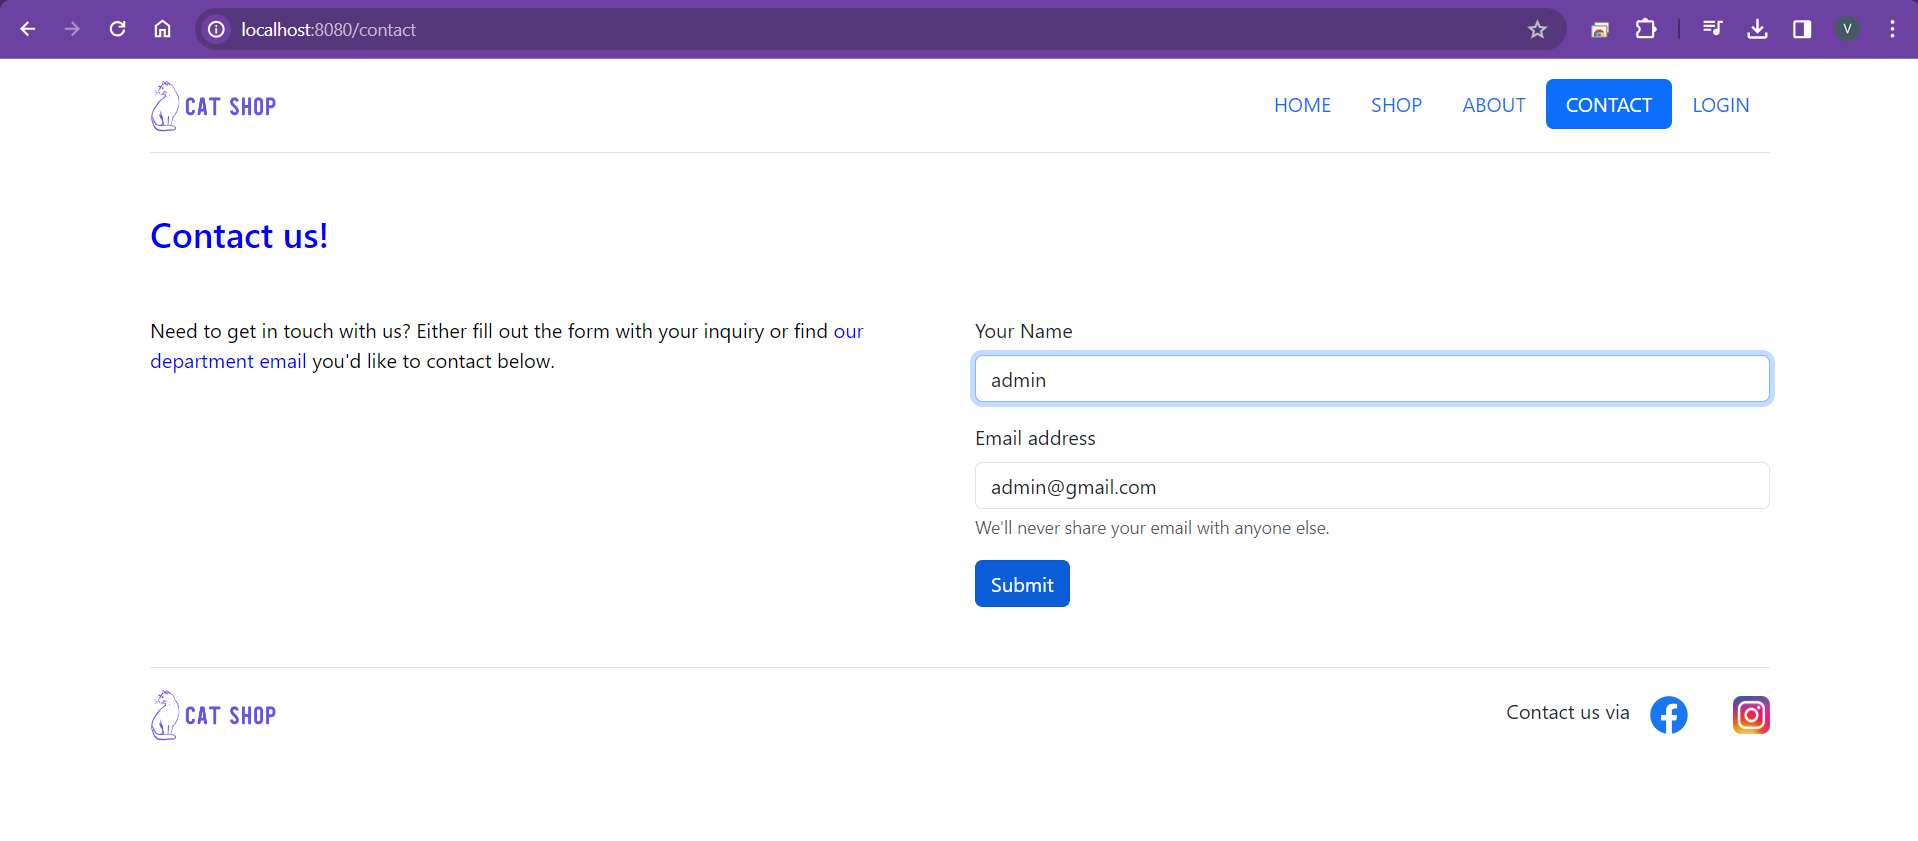 localhost:8080/contact
V
CAT SHOP
HOME SHOP ABOUT CONTACT LOGIN
Contact us!
Need to get in touch with us? Either fill out the form with your inquiry or find our
department email you'd like to contact below.
Your Name
admin
Email address
admin@gmail.com
We'll never share your email with anyone else.
Submit
CAT SHOP
Contact us via